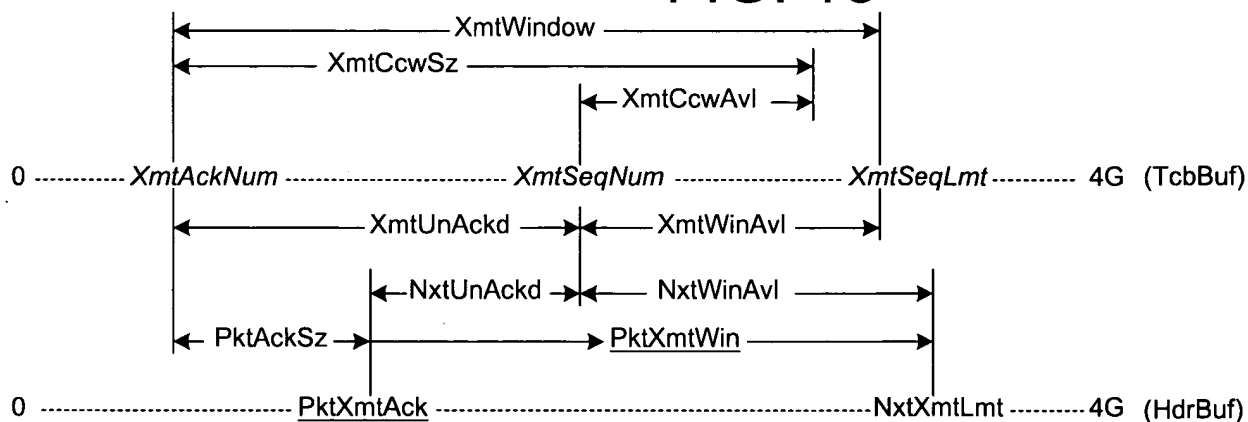 XmtWindow
XmtCcwSz
XmtCcwAvl
0 XmtAckNum XmtSeqNum XmtSeqLmt 4G (TcbBuf)
XmtUnAckd XmtWinAvl
NxtUnAckd NxtWinAvl
PktAckSz PktXmtWin
0 PktXmtAck NxtXmtLmt 4G (HdrBuf)